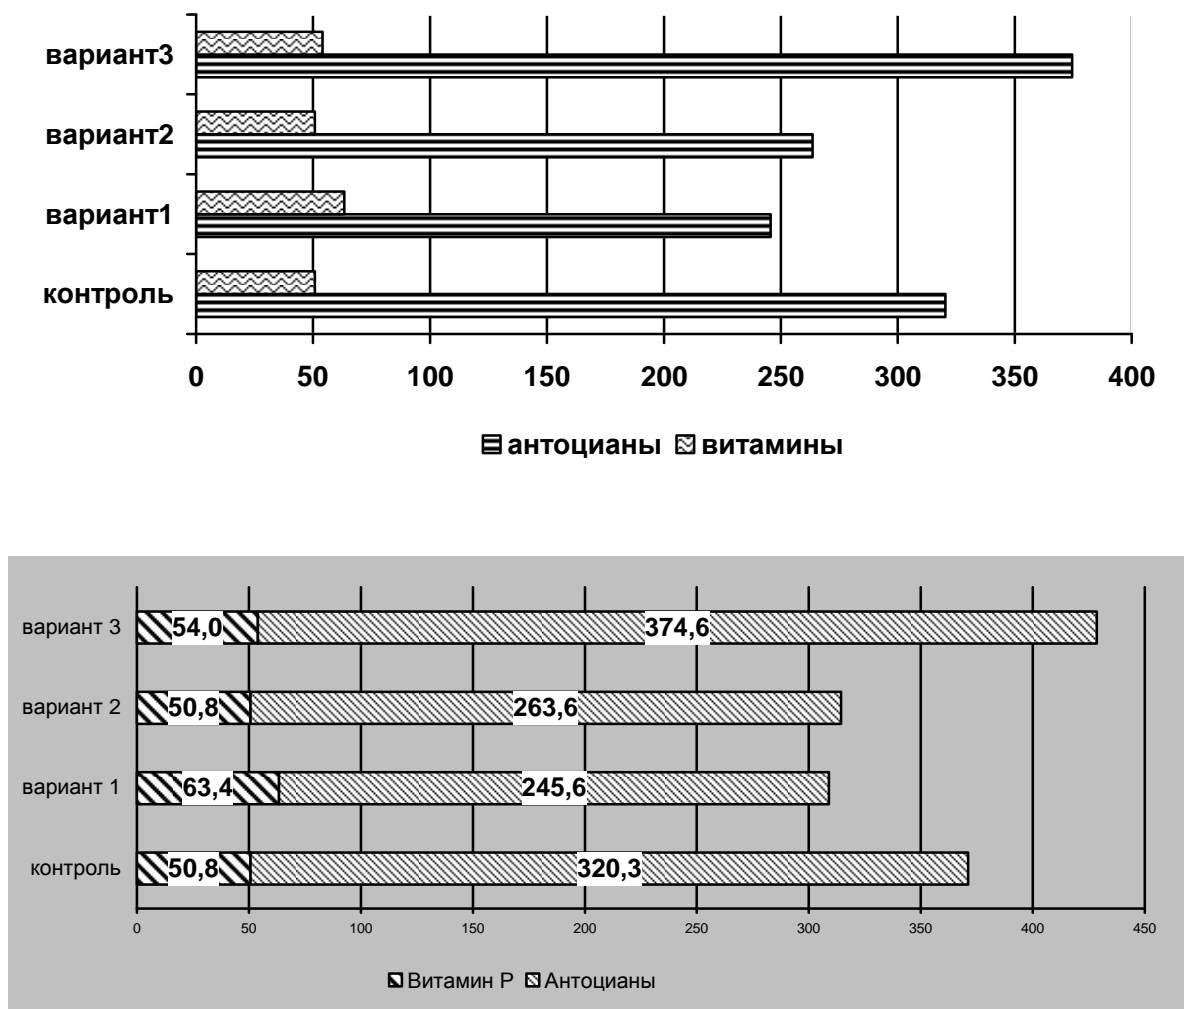 вариант3
вариант2
вариант1
контроль
0 50 100 150 200 250 300 350 400
антоцианы витамины
вариант 3 54,0 374,6
вариант 2 50,8 263,6
вариант 1 63,4 245,6
контроль 50,8 320,3
0 50 100 150 200 250 300 350 400 450
Витамин Р Антоцианы